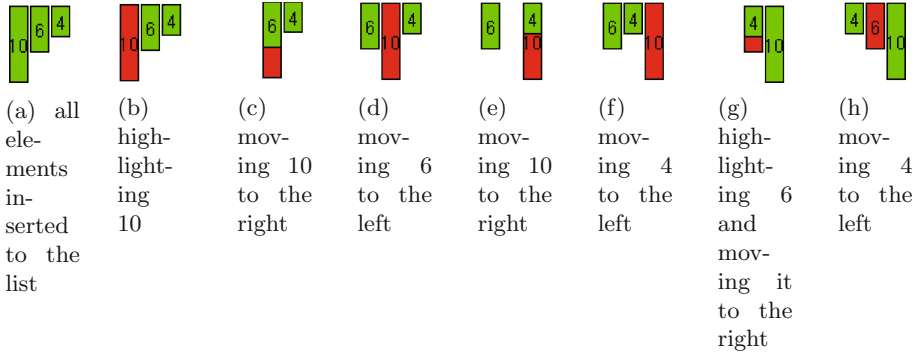 10 6 4
10 6 4
6 4
6 10 4
6 4 10
6 4 10
4 10
4 6 10
(a) all
ele-
ments
in-
serted
to the
list
(b)
high-
light-
ing
10
(c)
mov-
ing 10
to the
right
(d)
mov-
ing 6
to the
left
(e)
mov-
ing 10
to the
right
(f)
mov-
ing 4
to the
left
(g)
high-
light-
ing 6
and
mov-
ing it
to the
right
(h)
mov-
ing 4
to the
left